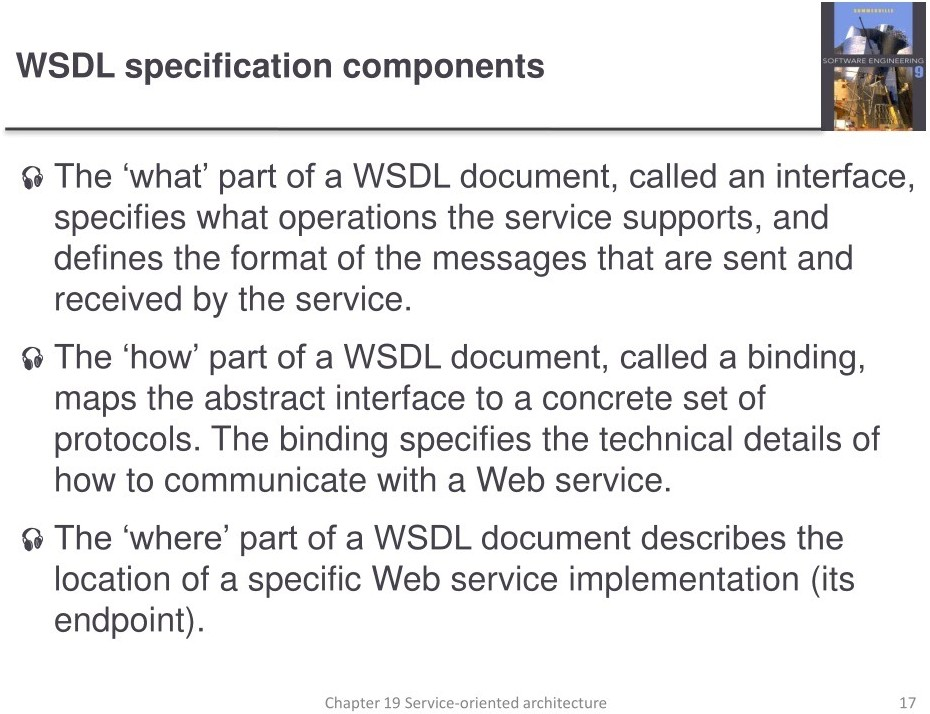 WSDL specification components
SOMMERVILLE
SOFTWARE ENGINEERING
9
The ‘what’ part of a WSDL document, called an interface,
specifies what operations the service supports, and
defines the format of the messages that are sent and
received by the service.
The ‘how’ part of a WSDL document, called a binding,
maps the abstract interface to a concrete set of
protocols. The binding specifies the technical details of
how to communicate with a Web service.
The ‘where’ part of a WSDL document describes the
location of a specific Web service implementation (its
endpoint).
Chapter 19 Service-oriented architecture
17